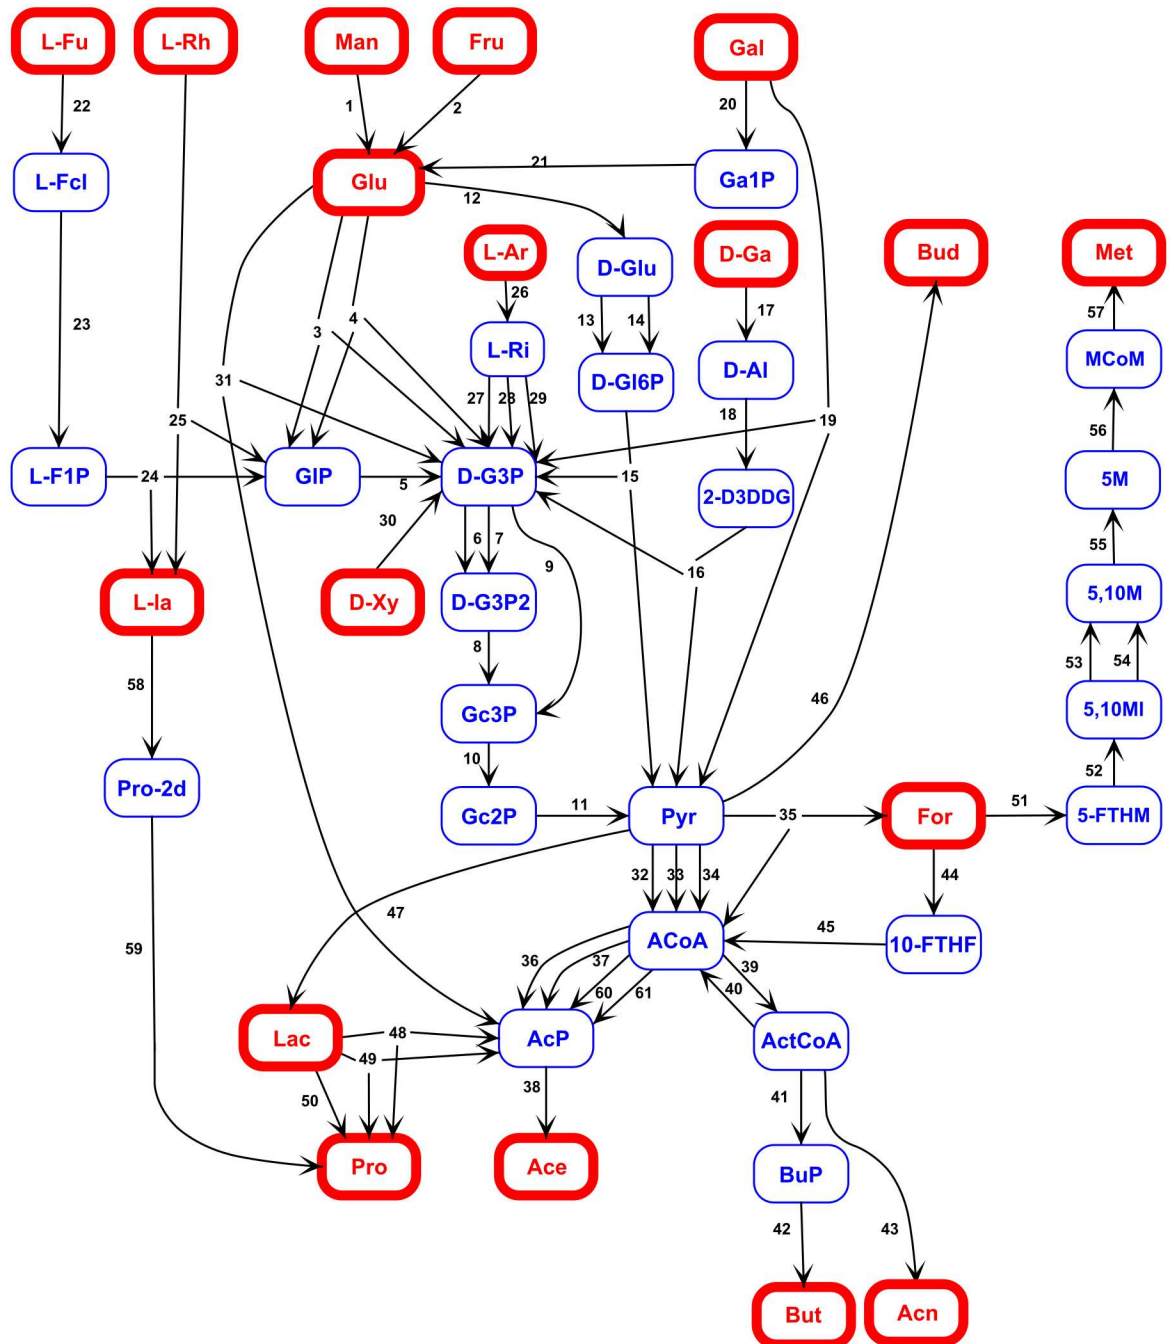 L-Fu
L-Rh
Man
Fru
Gal
22
1
2
20
L-Fcl
Glu
21
Ga1P
12
L-Ar
D-Glu
D-Ga
Bud
Met
26
17
57
23
3
4
13
14
L-Ri
D-Gl6P
D-Al
MCoM
31
27
28
29
18
25
19
56
L-F1P
24
GlP
5
D-G3P
15
2-D3DDG
5M
30
6
7
9
16
55
L-la
D-Xy
D-G3P2
5,10M
8
53
54
58
46
Gc3P
5,10Ml
10
52
Pro-2d
Gc2P
11
Pyr
35
For
51
5-FTHM
32
33
34
44
47
45
59
36
37
ACoA
39
10-FTHF
60
61
40
Lac
48
AcP
ActCoA
49
50
38
41
Pro
Ace
BuP
42
43
But
Acn